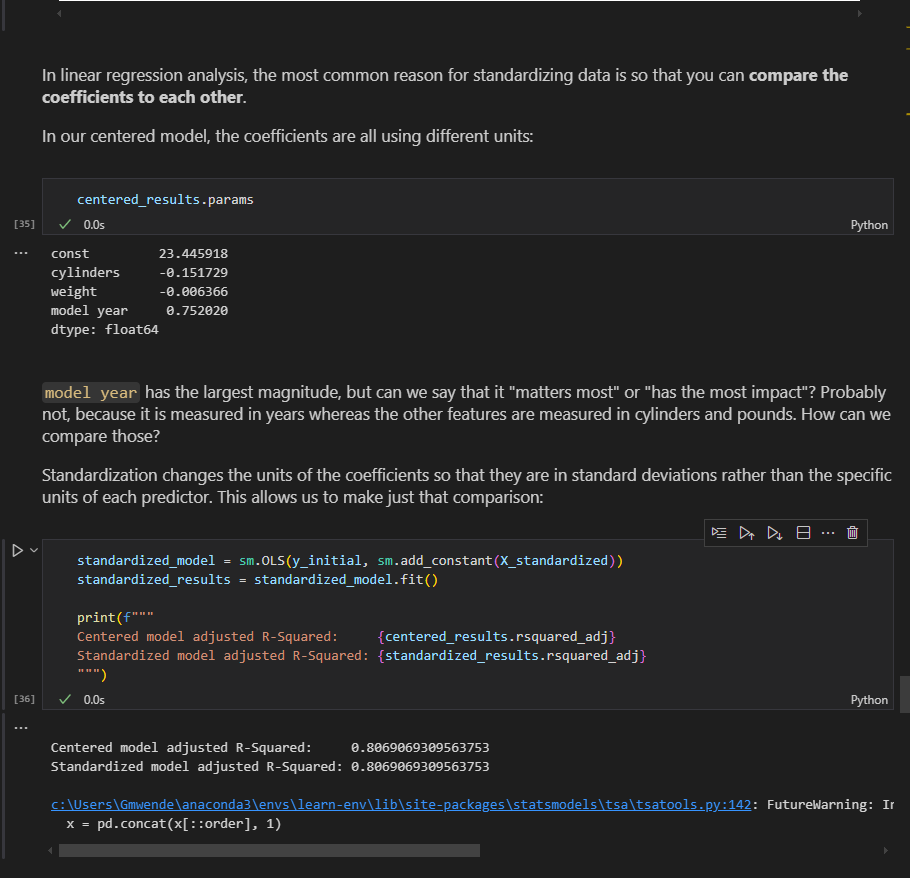 In linear regression analysis, the most common reason for standardizing data is so that you can compare the
coefficients to each other.
In our centered model, the coefficients are all using different units:
centered_results.params
[35]
0.0s
Python
...
const 23.445918
cylinders -0.151729
weight -0.006366
model year 0.752020
dtype: float64
model year has the largest magnitude, but can we say that it "matters most" or "has the most impact"? Probably
not, because it is measured in years whereas the other features are measured in cylinders and pounds. How can we
compare those?
Standardization changes the units of the coefficients so that they are in standard deviations rather than the specific
units of each predictor. This allows us to make just that comparison:
standardized_model = sm.OLS(y_initial, sm.add_constant(X_standardized))
standardized_results = standardized_model.fit()
print(f"""
Centered model adjusted R-Squared: {centered_results.rsquared_adj}
Standardized model adjusted R-Squared: {standardized_results.rsquared_adj}
""")
[36]
0.0s
Python
...
Centered model adjusted R-Squared: 0.8069069309563753
Standardized model adjusted R-Squared: 0.8069069309563753
c:\Users\Gmwende\anaconda3\envs\learn-env\lib\site-packages\statsmodels\tsa\tsatools.py:142: FutureWarning: In
x = pd.concat(x[::order], 1)